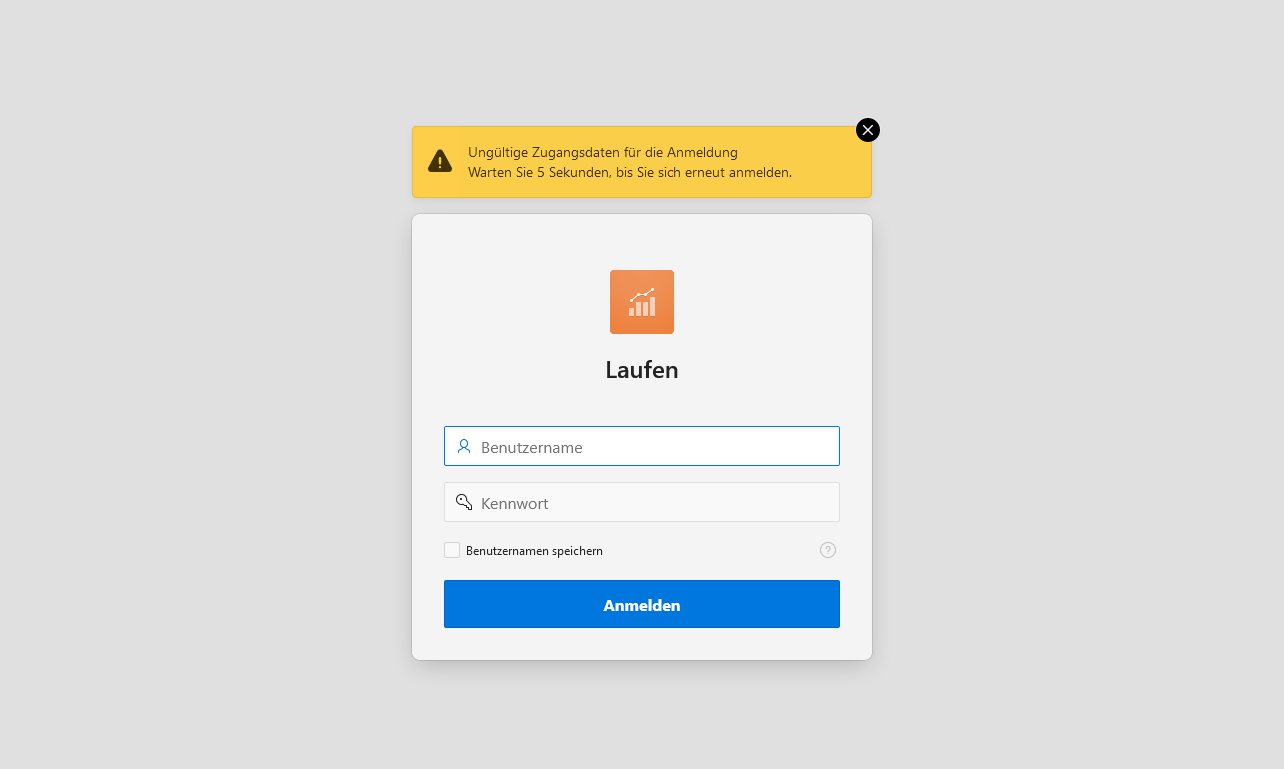 Ungültige Zugangsdaten für die Anmeldung
Warten Sie 5 Sekunden, bis Sie sich erneut anmelden.
Laufen
Benutzername
Kennwort
Benutzernamen speichern
Anmelden